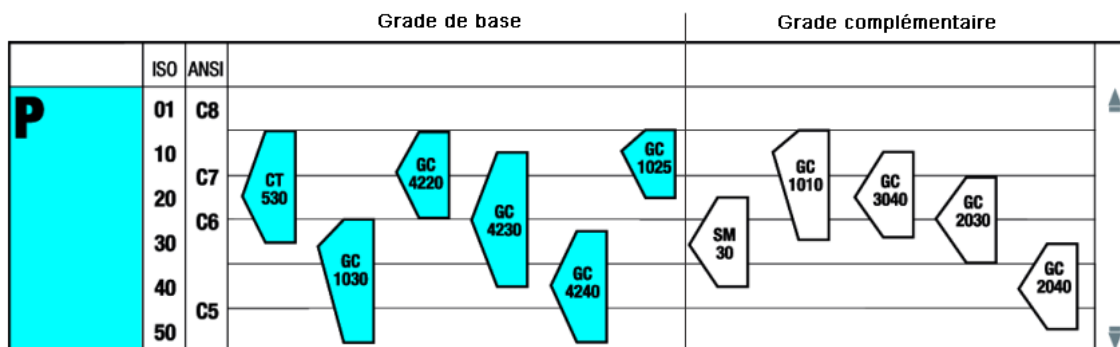 Grade de base
Grade complémentaire
ISO ANSI
P
01 C8
10
C7
20
C6
30
40
C5
50
CT
530
GC
1030
GC
4220
GC
4230
GC
4240
GC
1025
SM
30
GC
1010
GC
3040
GC
2030
GC
2040